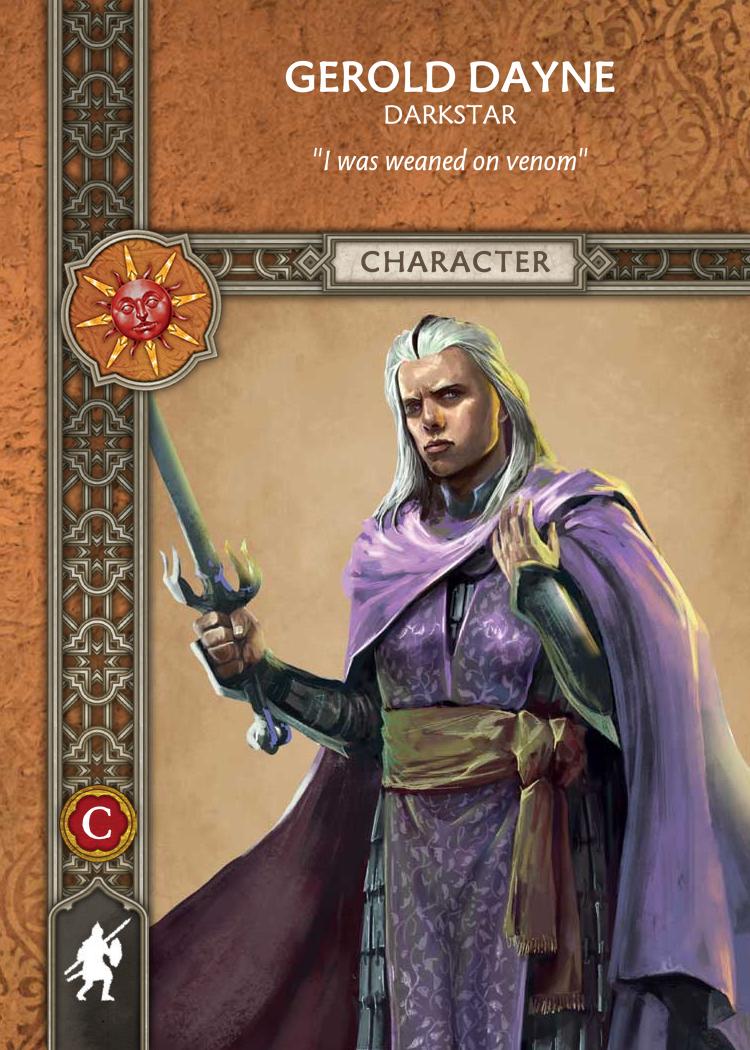 GEROLD DAYNE
DARKSTAR
"I was weaned on venom"
CHARACTER
C